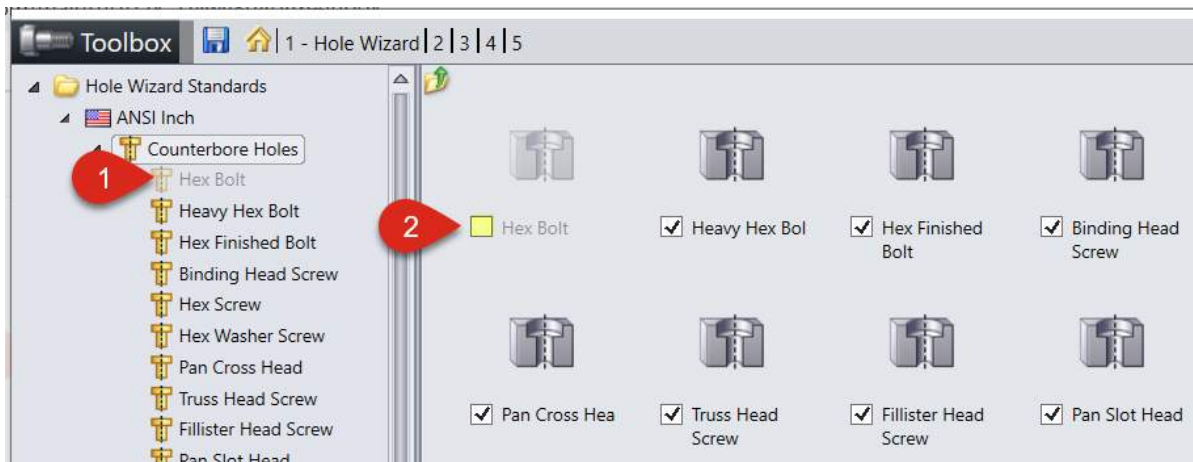 Toolbox
1 - Hole Wizard 2 3 4 5
Hole Wizard Standards
ANSI Inch
Counterbore Holes
1
Hex Bolt
Heavy Hex Bolt
Hex Finished Bolt
Binding Head Screw
Hex Screw
Hex Washer Screw
Pan Cross Head
Truss Head Screw
Fillister Head Screw
Pan Slot Head
2
Hex Bolt
Heavy Hex Bol
Hex Finished
Bolt
Binding Head
Screw
Pan Cross Hea
Truss Head
Screw
Fillister Head
Screw
Pan Slot Head